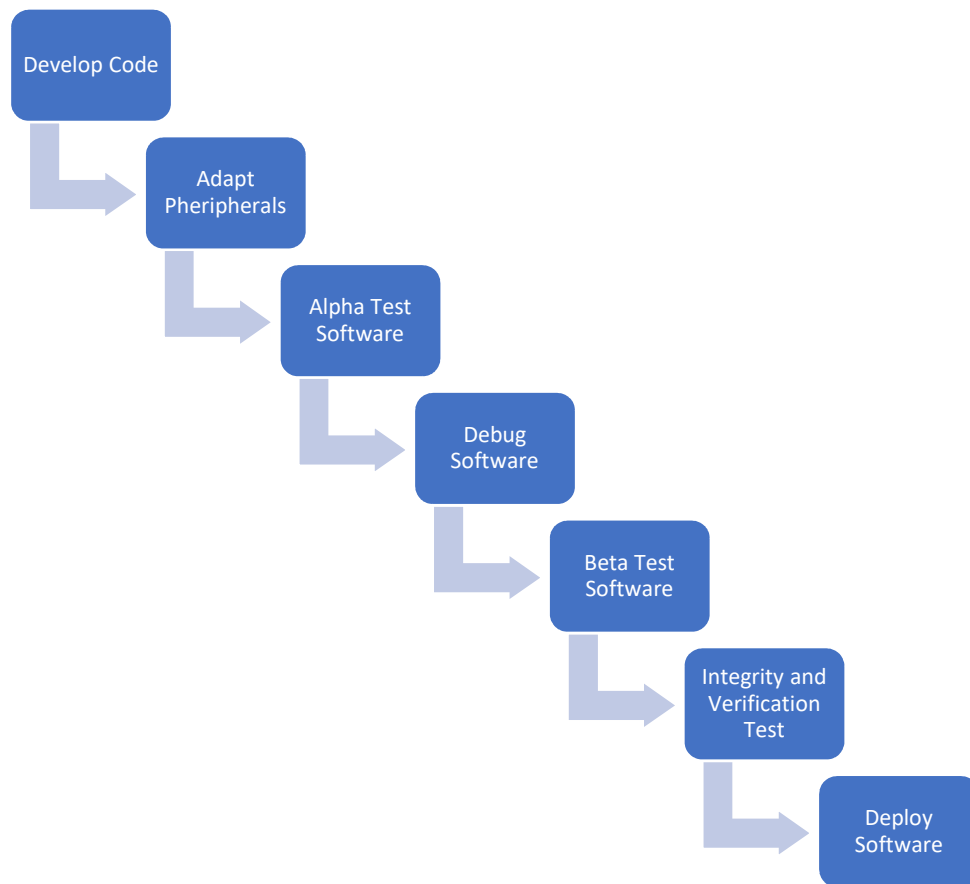 Develop Code
Adapt
Pheripherals
Alpha Test
Software
Debug
Software
Beta Test
Software
Integrity and
Verification
Test
Deploy
Software